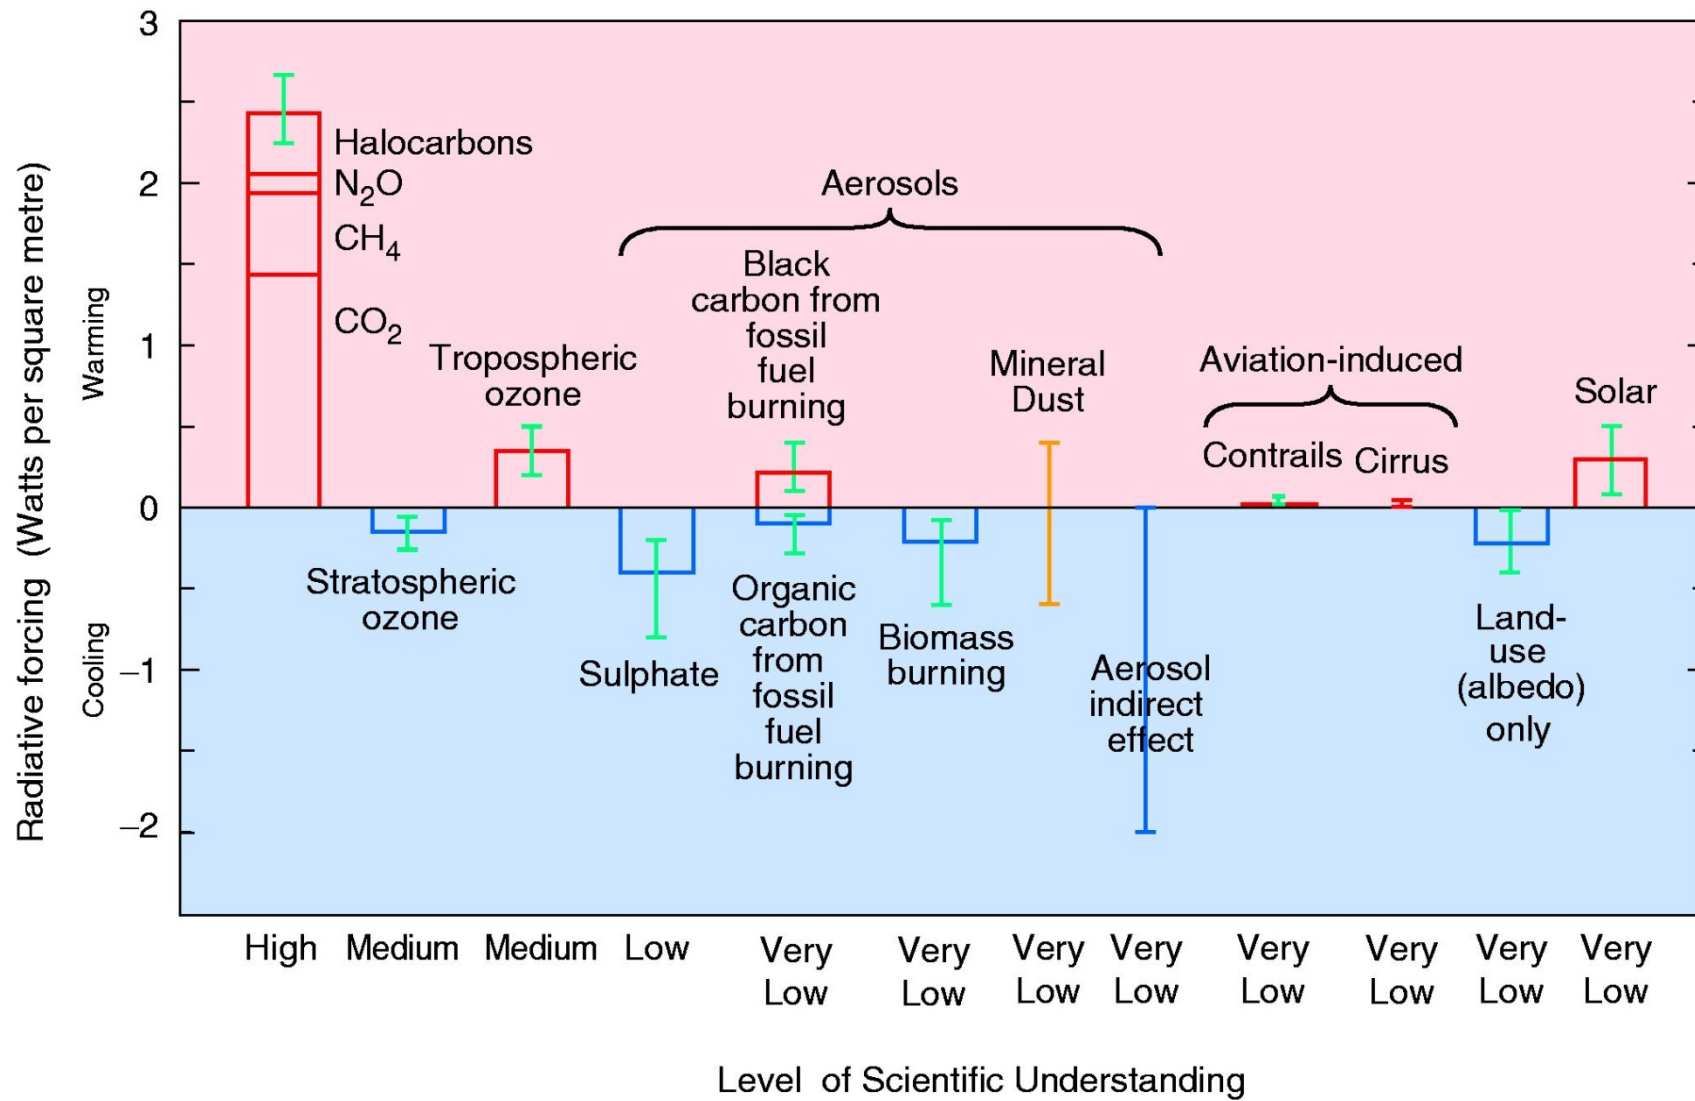 Radiative forcing (Watts per square metre)
Warming
Cooling
3
2
1
0
–1
–2
Halocarbons
N₂O
CH₄
CO₂
Stratospheric
ozone
Tropospheric
ozone
Aerosols
Sulphate
Black
carbon from
fossil
fuel
burning
Organic
carbon
from
fossil
fuel
burning
Biomass
burning
Mineral
Dust
Aerosol
indirect
effect
Aviation-induced
Contrails
Cirrus
Land-
use
(albedo)
only
Solar
High
Medium
Medium
Low
Very
Low
Very
Low
Very
Low
Very
Low
Very
Low
Very
Low
Very
Low
Very
Low
Level of Scientific Understanding